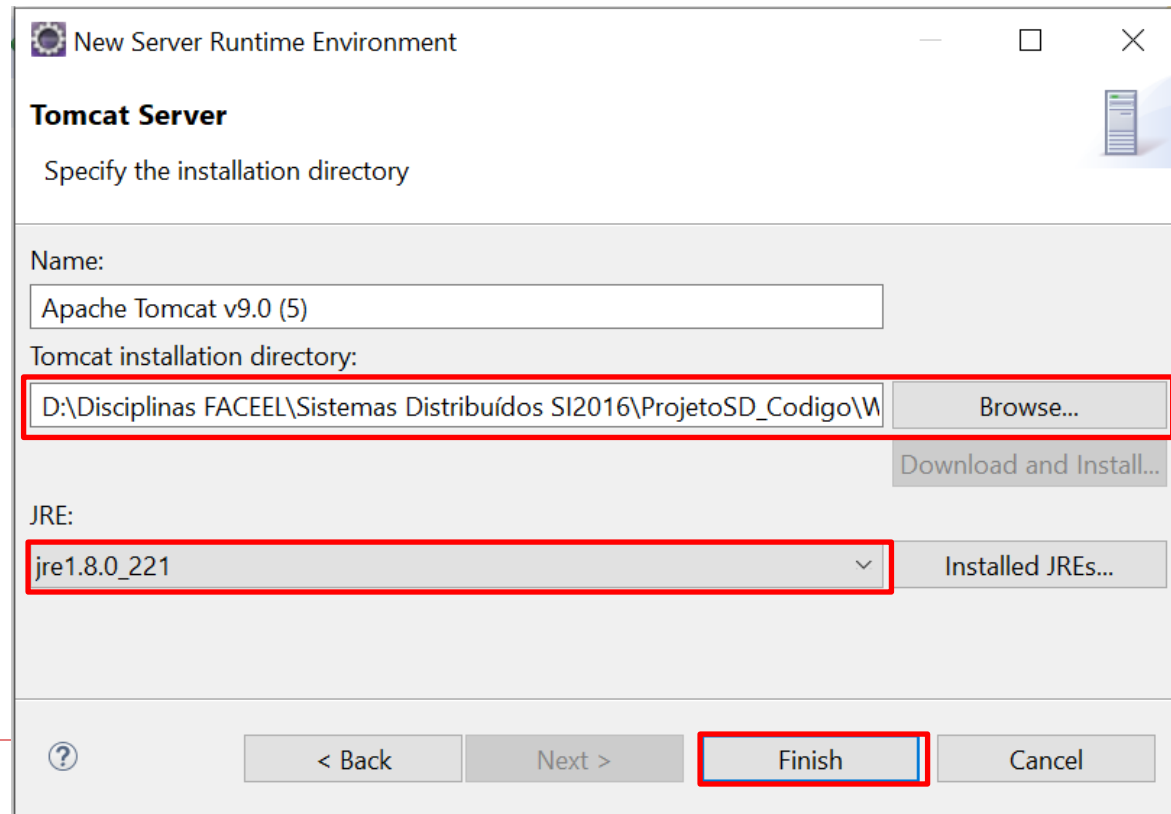 New Server Runtime Environment
Tomcat Server
Specify the installation directory
Name:
Apache Tomcat v9.0 (5)
Tomcat installation directory:
D:\Disciplinas FACEEL\Sistemas Distribuídos SI2016\ProjetoSD_Codigo\W Browse...
Download and Install...
JRE:
jre1.8.0_221 Installed JREs...
? < Back Next > Finish Cancel